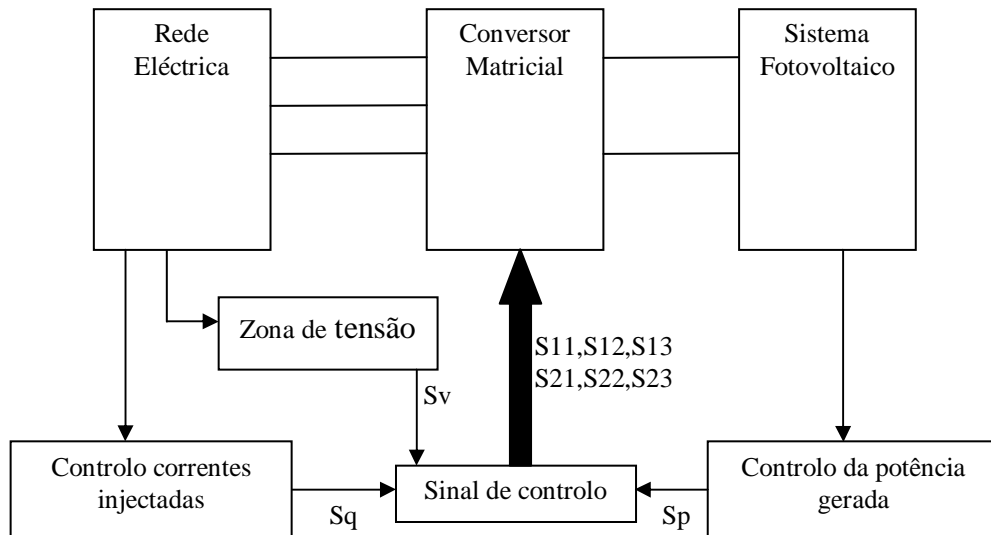 Rede
Eléctrica
Conversor
Matricial
Sistema
Fotovoltaico
Zona de tensão
S11,S12,S13
S21,S22,S23
Sv
Controlo correntes
injectadas
Sq
Sinal de controlo
Sp
Controlo da potência
gerada